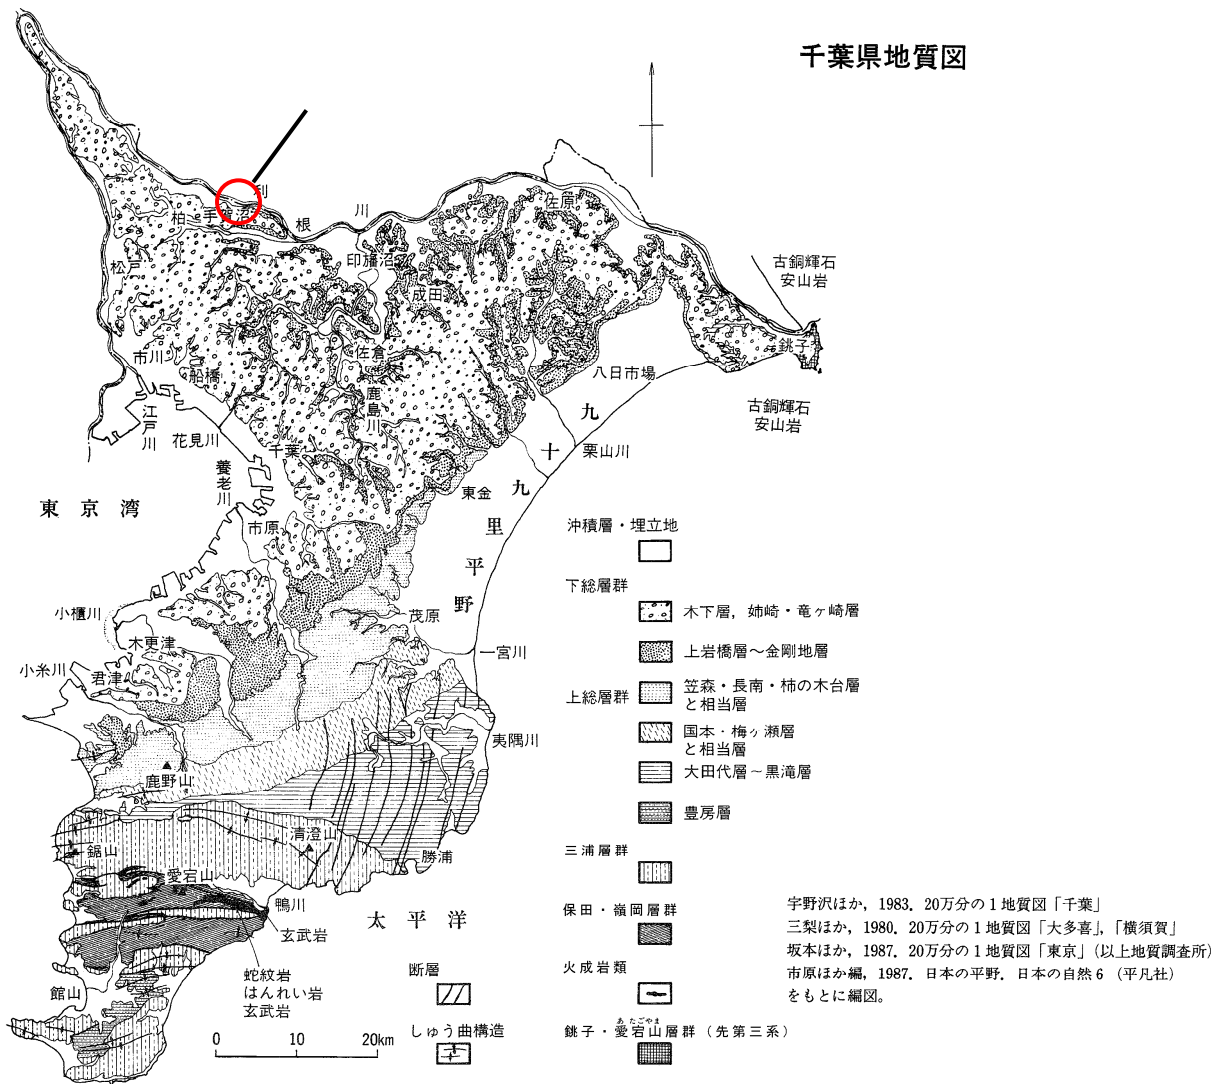 千葉県地質図
利
柏
手賀沼
根
川
佐原
松戸
印旛沼
成田
古銅輝石
安山岩
銚子
市川
船橋
佐倉
鹿島川
八日市場
江戸川
花見川
千葉
養老川
九
十
九
里
平
野
栗山川
古銅輝石
安山岩
東京湾
東金
市原
小櫃川
木更津
茂原
一宮川
小糸川
君津
夷隅川
鹿野山
清澄山
鋸山
勝浦
愛宕山
鴨川
太平洋
玄武岩
蛇紋岩
はんれい岩
玄武岩
館山
0 10 20km
沖積層・埋立地
下総層群
木下層，姉崎・竜ヶ崎層
上岩橋層～金剛地層
上総層群
笠森・長南・柿の木台層
と相当層
国本・梅ヶ瀬層
と相当層
大田代層～黒滝層
豊房層
三浦層群
保田・嶺岡層群
断層
火成岩類
しゅう曲構造
あたごやま
銚子・愛宕山層群（先第三系）
宇野沢ほか，1983．20万分の1地質図「千葉」
三梨ほか，1980．20万分の1地質図「大多喜」，「横須賀」
坂本ほか，1987．20万分の1地質図「東京」（以上地質調査所）
市原ほか編，1987．日本の平野．日本の自然6（平凡社）
をもとに編図。